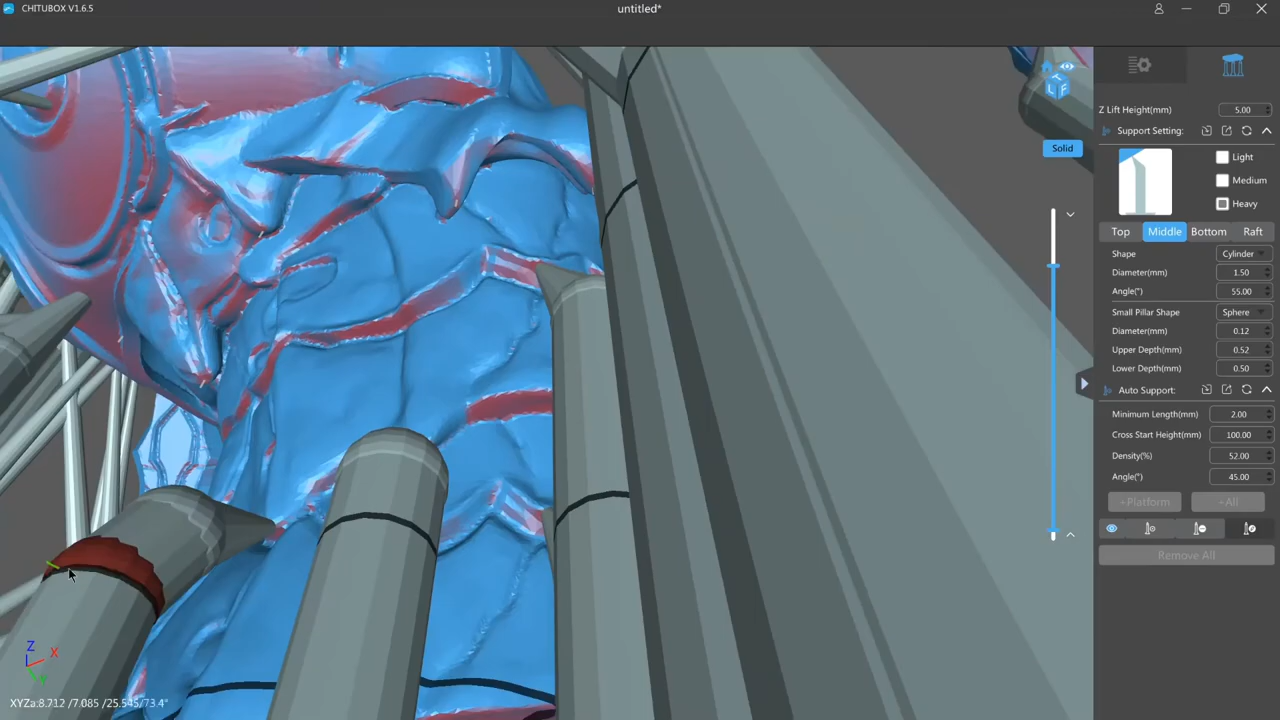 CHITUBOX V1.6.5
untitled*
Z Lift Height(mm) 5.00
Support Setting:
Solid
Light
Medium
Heavy
Top Middle Bottom Raft
Shape Cylinder
Diameter(mm) 1.50
Angle(°) 55.00
Small Pillar Shape Sphere
Diameter(mm) 0.12
Upper Depth(mm) 0.52
Lower Depth(mm) 0.50
Auto Support:
Minimum Length(mm) 2.00
Cross Start Height(mm) 100.00
Density(%) 52.00
Angle(°) 45.00
+Platform +All
Remove All
Z
X
Y
L F
XYZa:8.712 /7.085 /25.545/73.4°